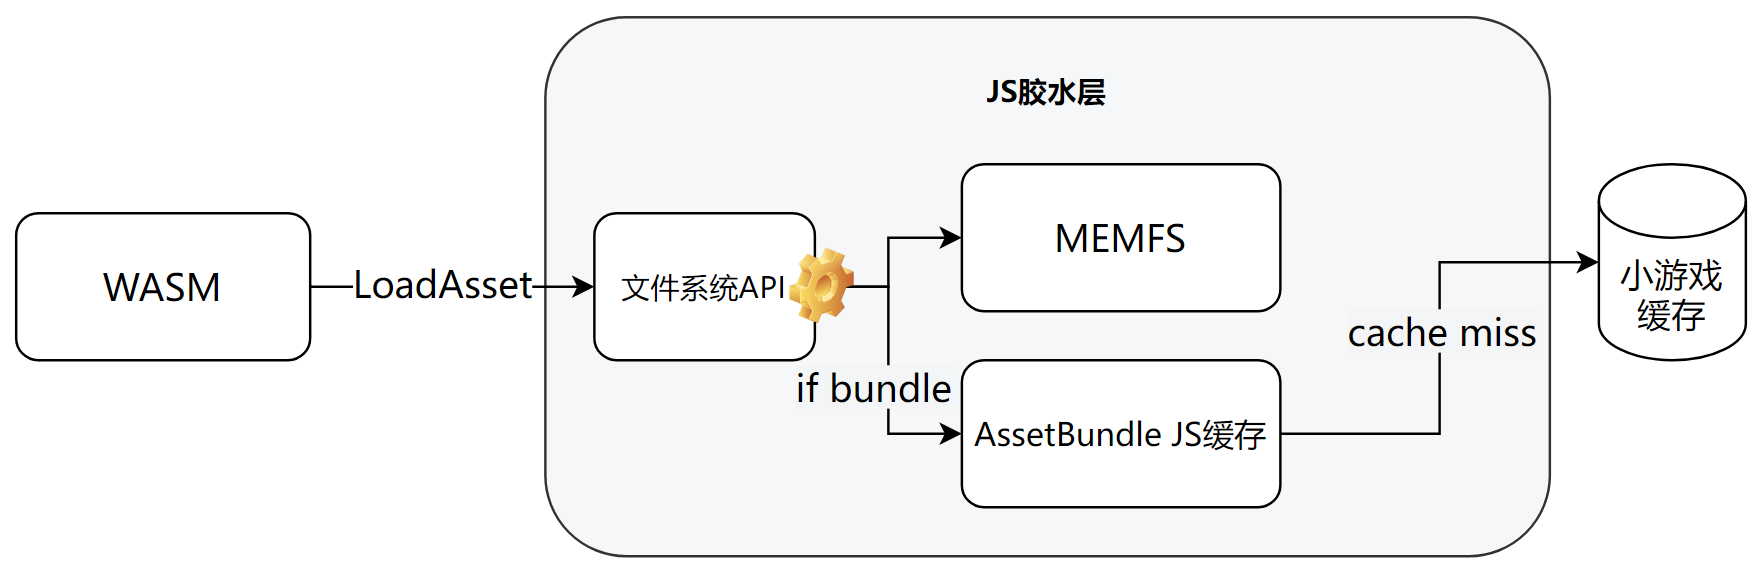 JS胶水层
WASM
LoadAsset
文件系统API
MEMFS
if bundle
AssetBundle JS缓存
cache miss
小游戏
缓存